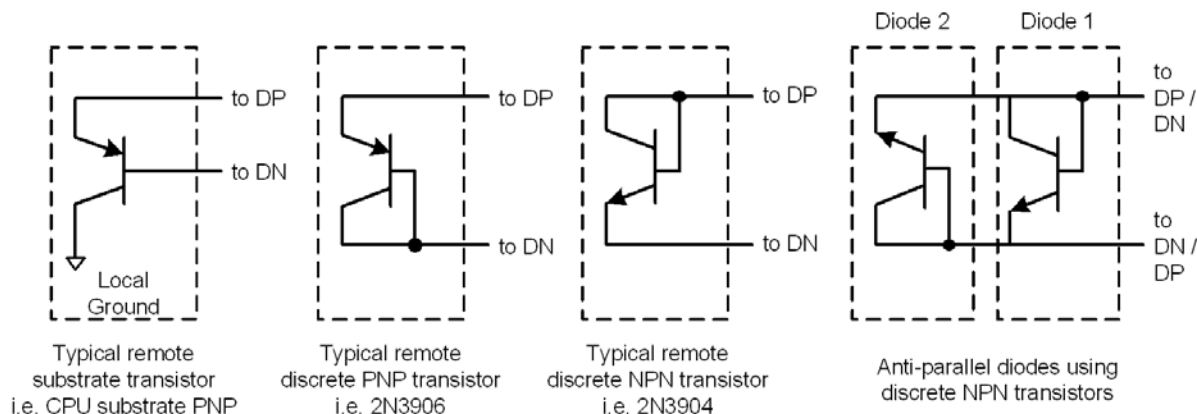 Diode 2
Diode 1
to DP
to DN
Local
Ground
to DP
to DN
to DP
to DN
to
DP /
DN
to
DN /
DP
Typical remote
substrate transistor
i.e. CPU substrate PNP
Typical remote
discrete PNP transistor
i.e. 2N3906
Typical remote
discrete NPN transistor
i.e. 2N3904
Anti-parallel diodes using
discrete NPN transistors